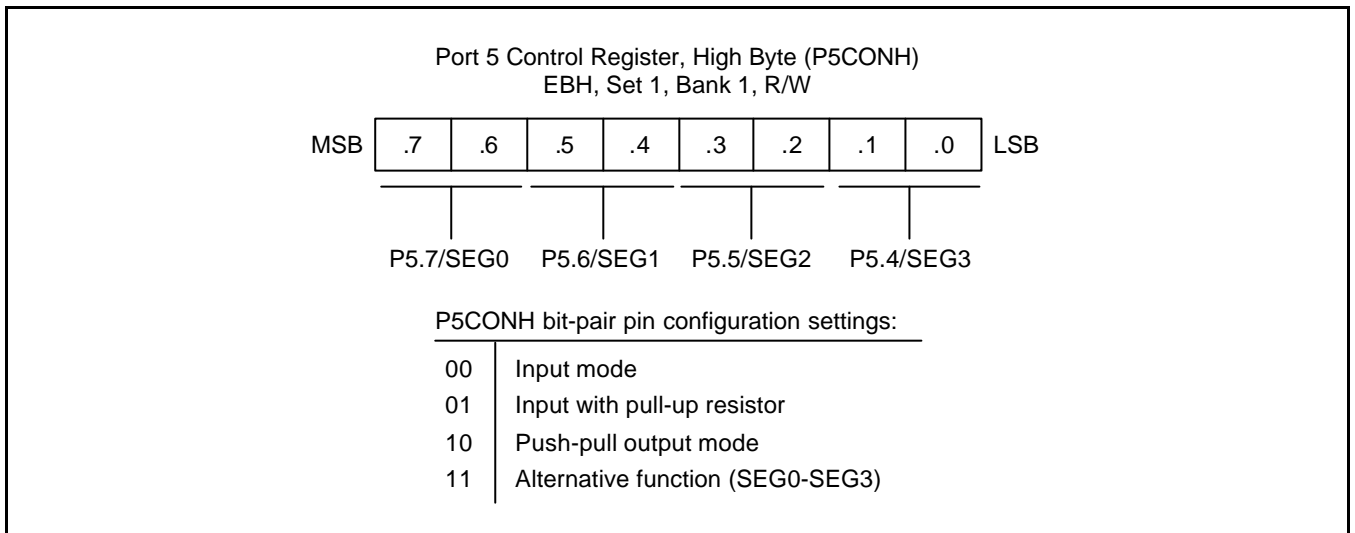 Port 5 Control Register, High Byte (P5CONH)
EBH, Set 1, Bank 1, R/W
MSB .7 .6 .5 .4 .3 .2 .1 .0 LSB
P5.7/SEG0 P5.6/SEG1 P5.5/SEG2 P5.4/SEG3
P5CONH bit-pair pin configuration settings:
00 Input mode
01 Input with pull-up resistor
10 Push-pull output mode
11 Alternative function (SEG0-SEG3)